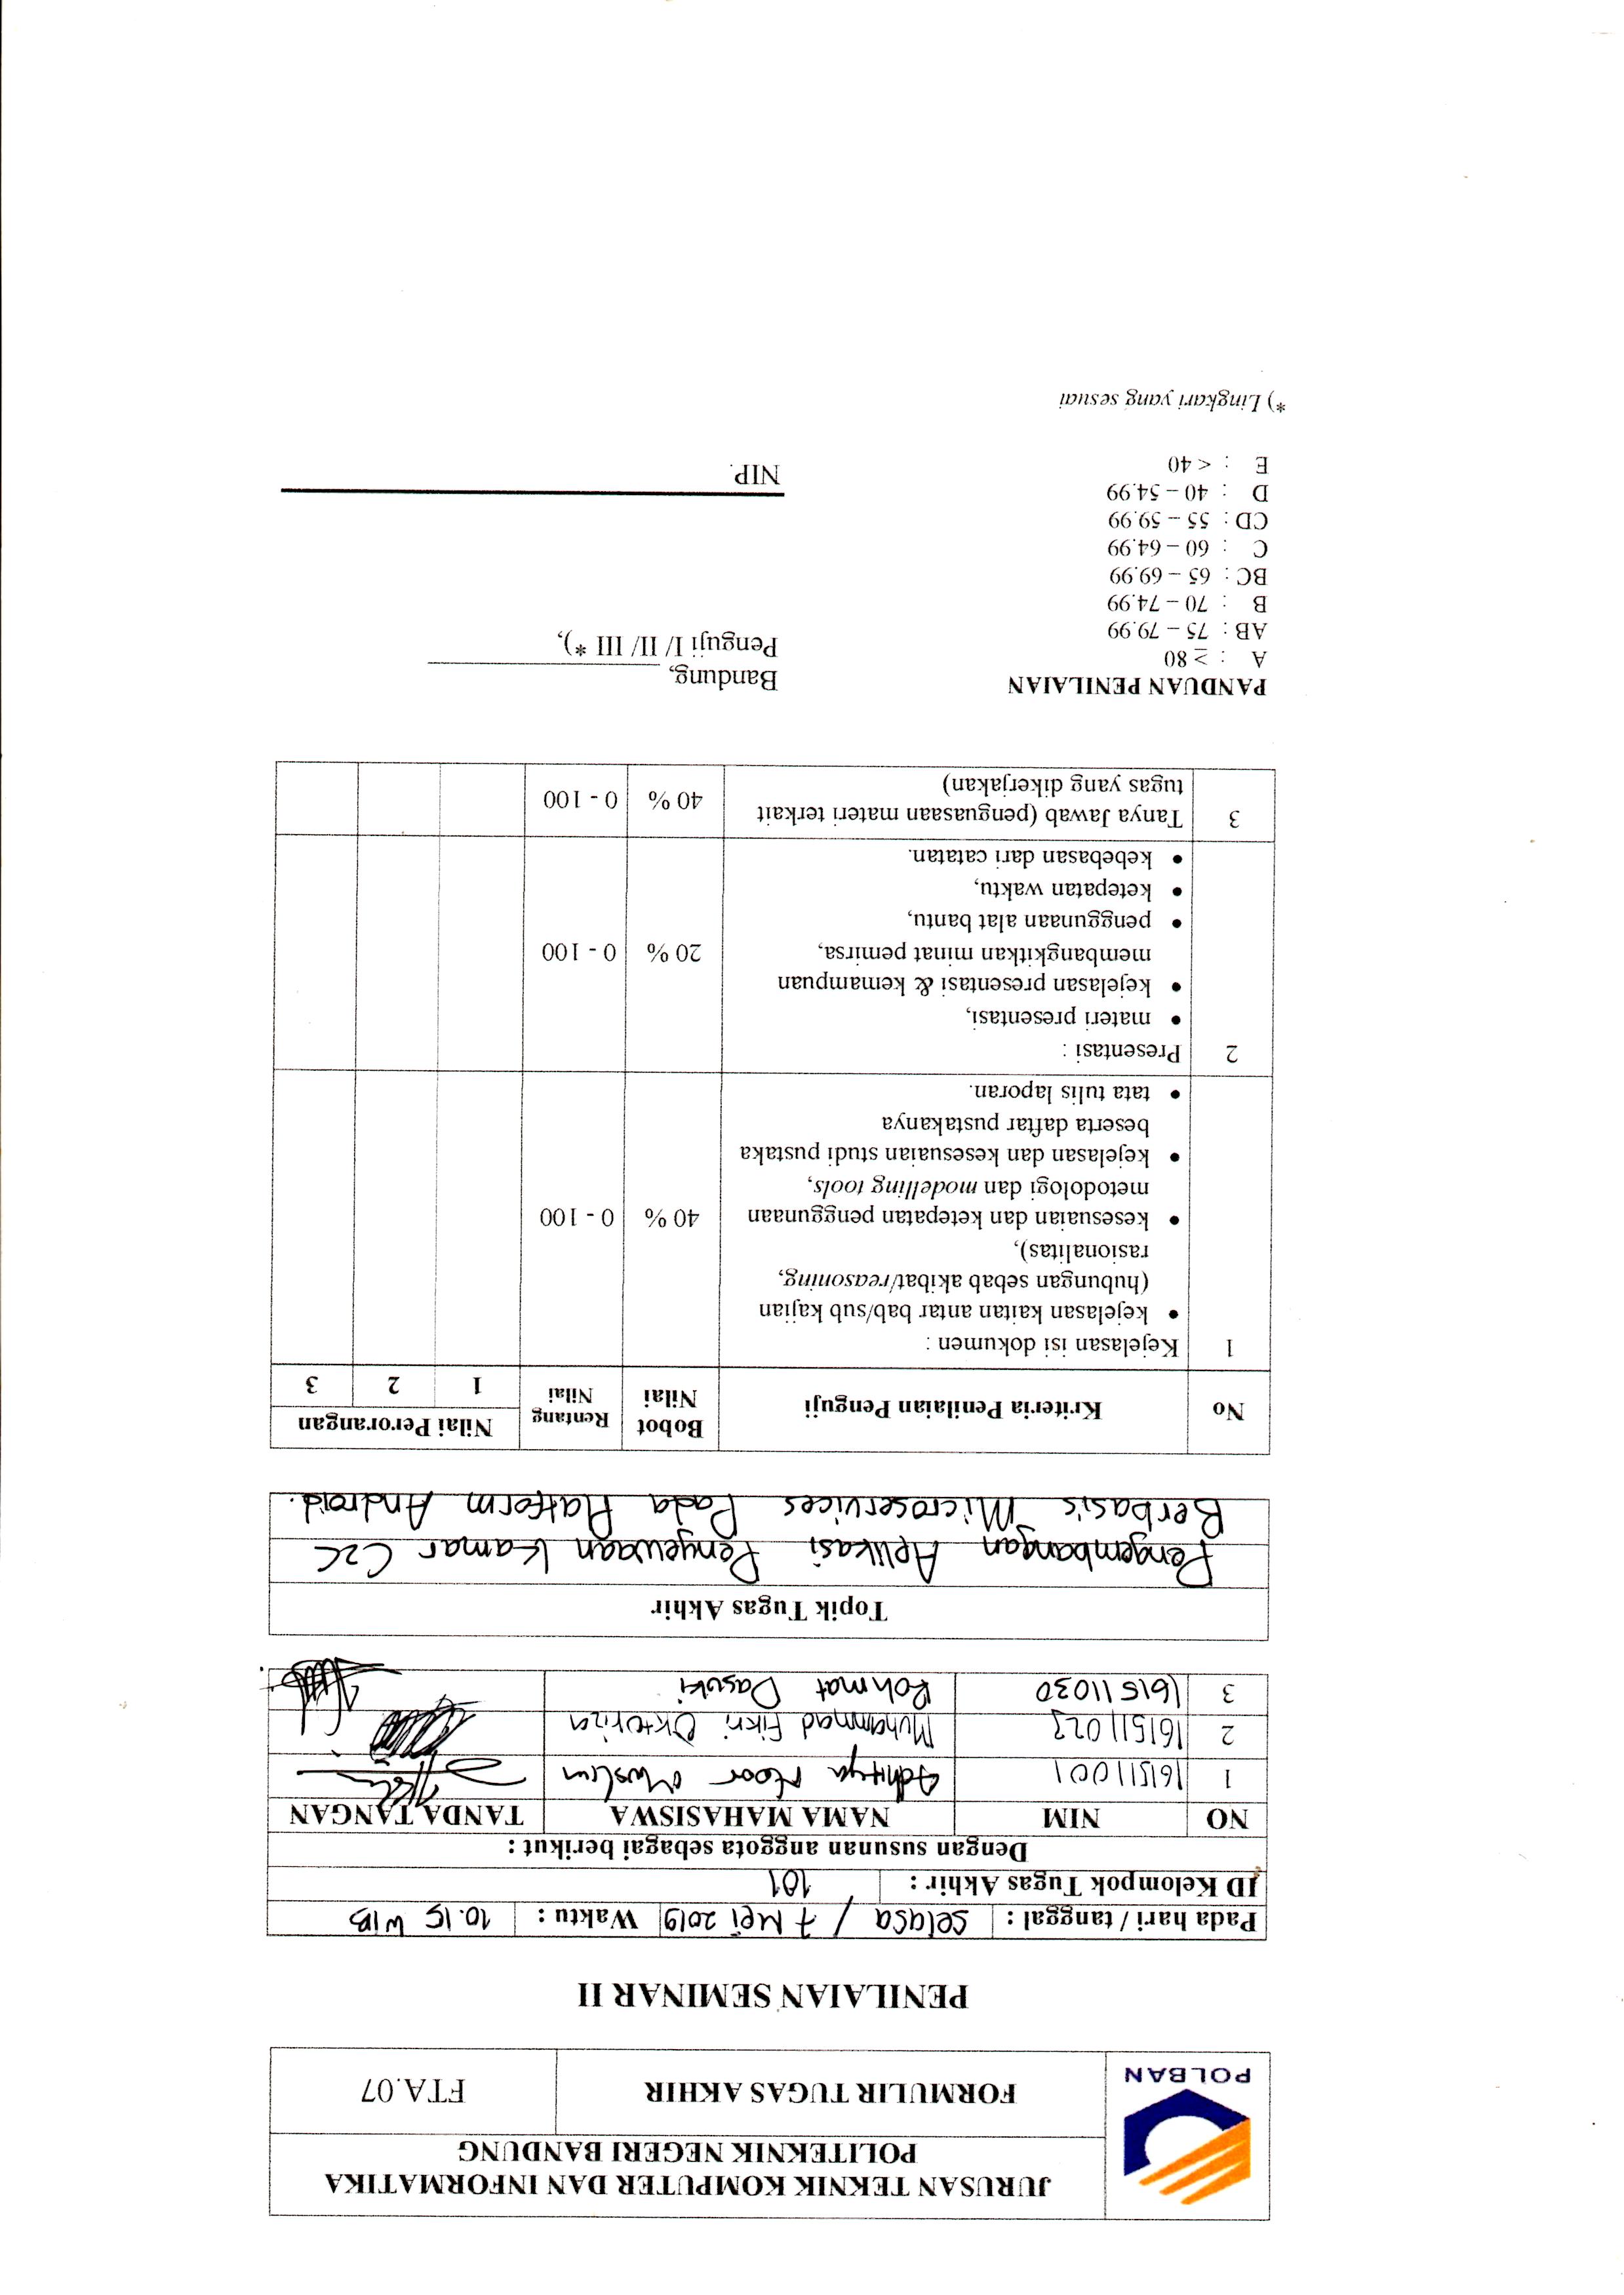 JURUSAN TEKNIK KOMPUTER DAN INFORMATIKA
POLITEKNIK NEGERI BANDUNG
POLBAN
FORMULIR TUGAS AKHIR
FTA.07
PENILAIAN SEMINAR II
Pada hari / tanggal : Selasa / 7 Mei 2019 Waktu : 10.15 WIB
ID Kelompok Tugas Akhir : 101
Dengan susunan anggota sebagai berikut :
NO NIM NAMA MAHASISWA TANDA TANGAN
1 161511001 Adhitya Noor Muslim
2 161511022 Muhammad Fikri Oktoriza
3 161511030 Rohmat Dasuki
Topik Tugas Akhir
Pengembangan Aplikasi Penyewaan Kamar C2C
Berbasis Microservices Pada Platform Android.
No Kriteria Penilaian Penguji Bobot Nilai Rentang Nilai Nilai Perorangan
1 2 3
1 Kejelasan isi dokumen :
• kejelasan kaitan antar bab/sub kajian
(hubungan sebab akibat/reasoning,
rasionalitas),
• kesesuaian dan ketepatan penggunaan 40 % 0 - 100
metodologi dan modelling tools,
• kejelasan dan kesesuaian studi pustaka
beserta daftar pustakanya
• tata tulis laporan.
2 Presentasi :
• materi presentasi,
• kejelasan presentasi & kemampuan
membangkitkan minat pemirsa, 20 % 0 - 100
• penggunaan alat bantu,
• ketepatan waktu,
• kebebasan dari catatan.
3 Tanya Jawab (penguasaan materi terkait 40 % 0 - 100
tugas yang dikerjakan)
PANDUAN PENILAIAN
A : ≥ 80
AB : 75 – 79.99
B : 70 – 74.99
BC : 65 – 69.99
C : 60 – 64.99
CD : 55 – 59.99
D : 40 – 54.99
E : < 40
Bandung,
Penguji I/ II/ III *),
NIP.
*) Lingkari yang sesuai